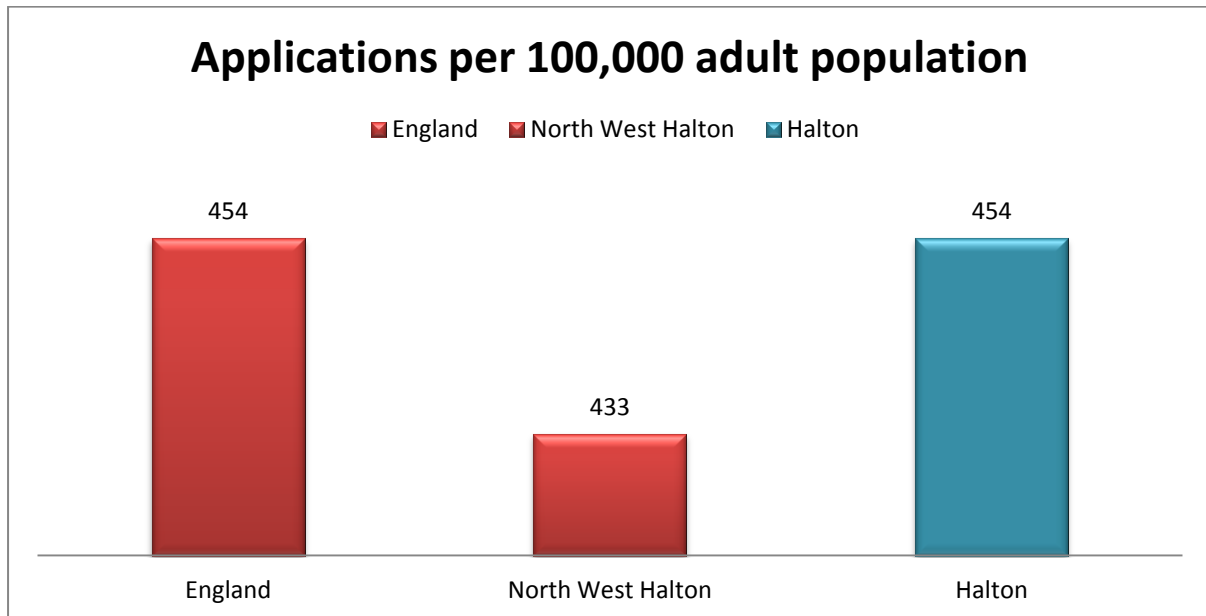 Applications per 100,000 adult population
England North West Halton Halton
454 454
433
England North West Halton Halton